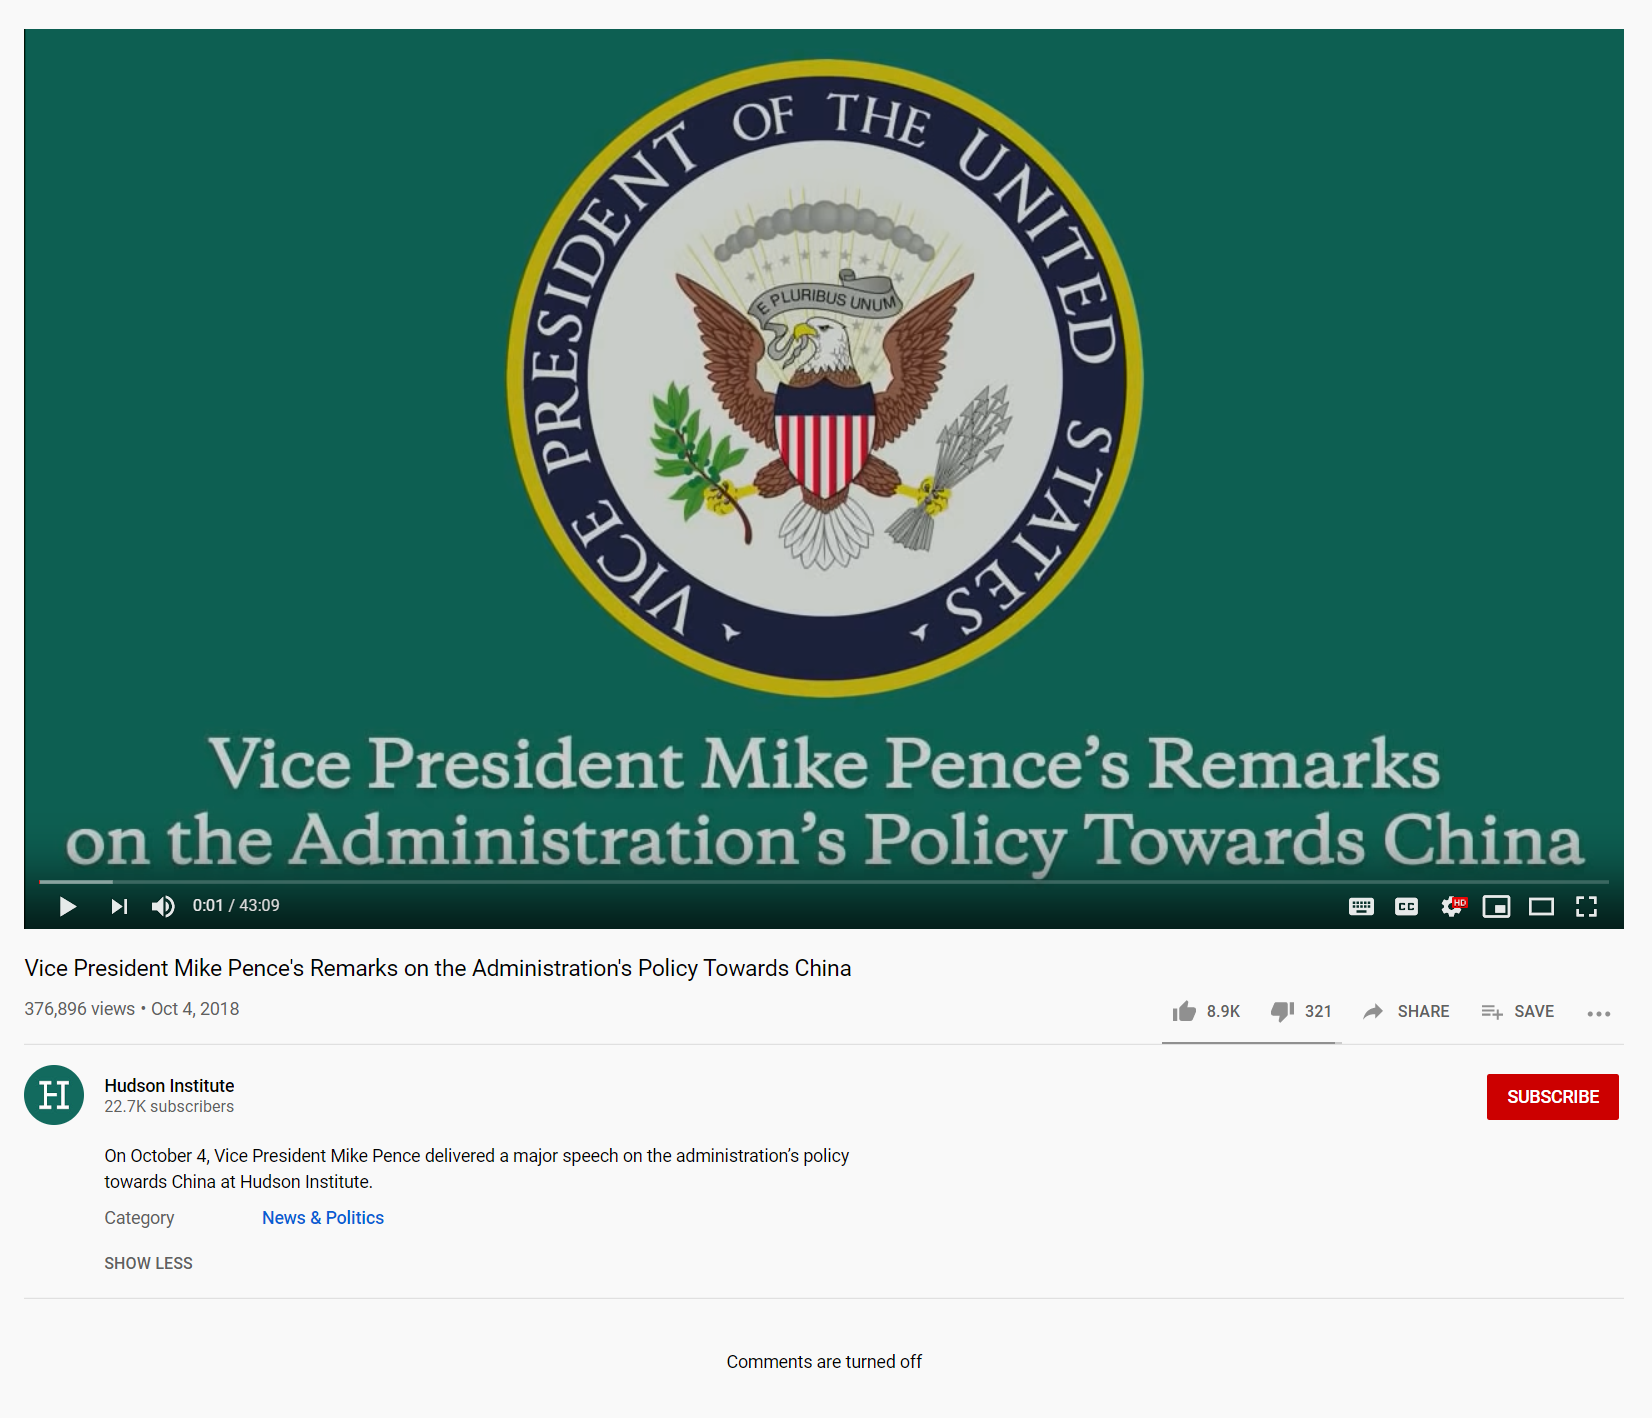 VICE PRESIDENT OF THE UNITED STATES
E PLURIBUS UNUM
Vice President Mike Pence’s Remarks
on the Administration’s Policy Towards China
0:01 / 43:09
CC
HD
Vice President Mike Pence's Remarks on the Administration's Policy Towards China
376,896 views • Oct 4, 2018
8.9K
321
SHARE
SAVE
H
Hudson Institute
22.7K subscribers
SUBSCRIBE
On October 4, Vice President Mike Pence delivered a major speech on the administration’s policy
towards China at Hudson Institute.
Category News & Politics
SHOW LESS
Comments are turned off